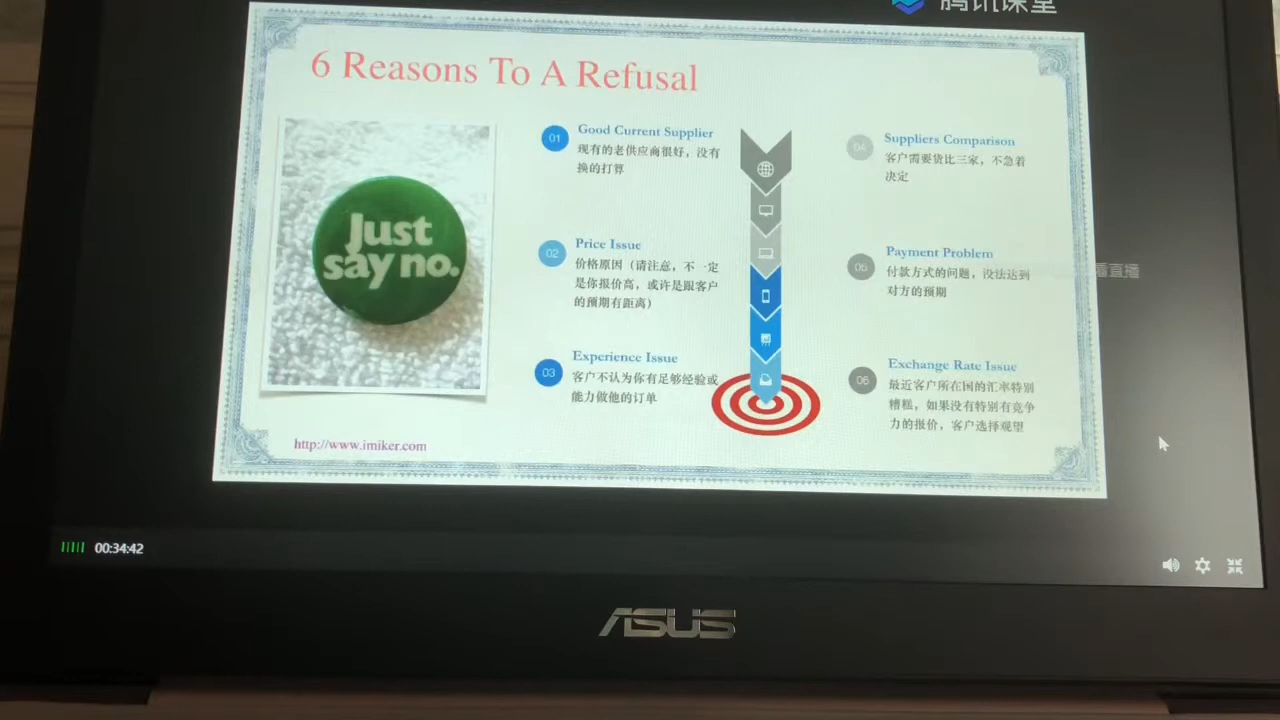 腾讯课堂
6 Reasons To A Refusal
Just
say no.
http://www.imiker.com
01
Good Current Supplier
现有的老供应商很好，没有
换的打算
02
Price Issue
价格原因（请注意，不一定
是你报价高，或许是跟客户
的预期有距离）
03
Experience Issue
客户不认为你有足够经验或
能力做他的订单
04
Suppliers Comparison
客户需要货比三家，不急着
决定
05
Payment Problem
付款方式的问题，没法达到
对方的预期
06
Exchange Rate Issue
最近客户所在国的汇率特别
糟糕，如果没有特别有竞争
力的报价，客户选择观望
看直播
00:34:42
ASUS